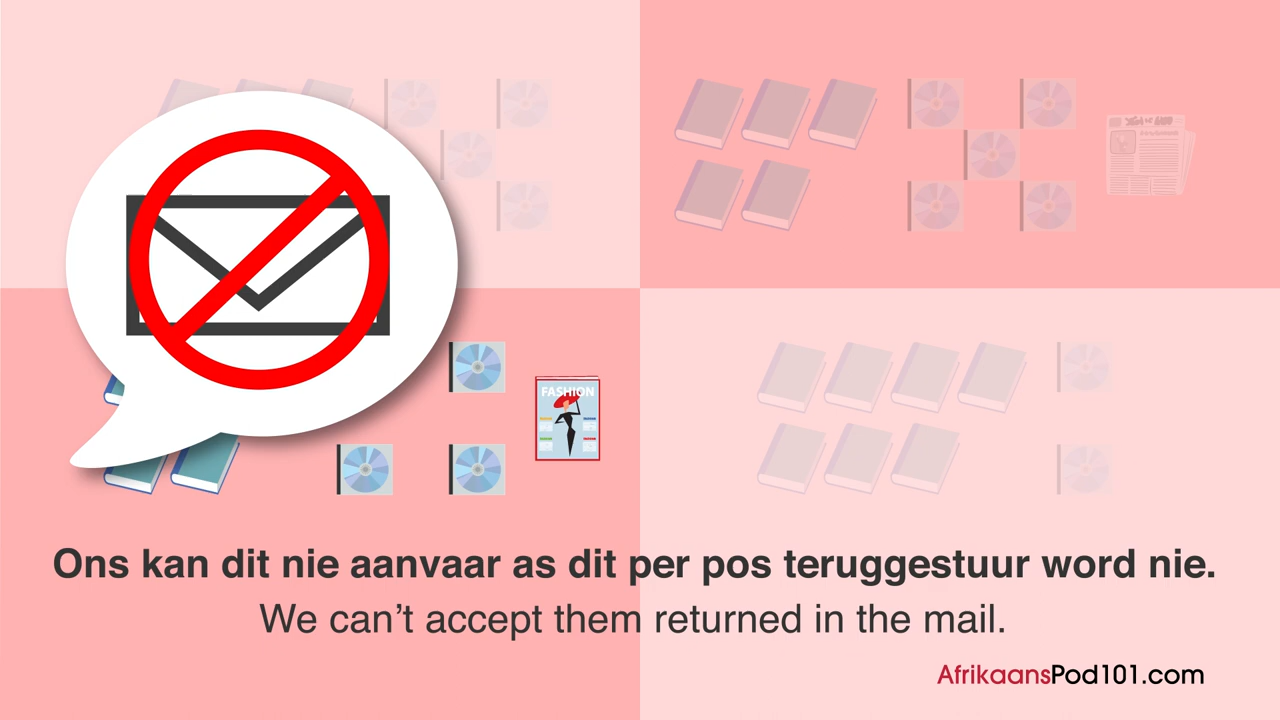 FASHION
Ons kan dit nie aanvaar as dit per pos teruggestuur word nie.
We can’t accept them returned in the mail.
AfrikaansPod101.com